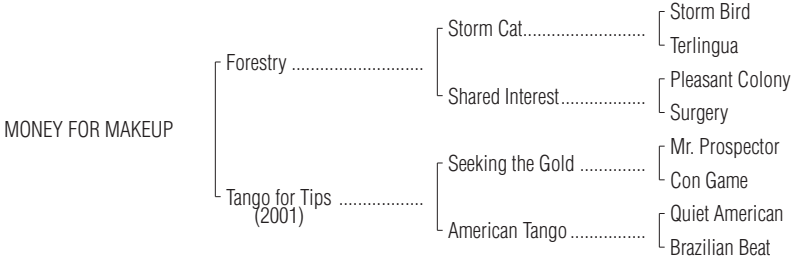 Storm Bird
Storm Cat..........................
Terlingua
Forestry ............................
Pleasant Colony
Shared Interest..................
Surgery
MONEY FOR MAKEUP
Mr. Prospector
Seeking the Gold ..............
Con Game
Tango for Tips ..................
(2001)
Quiet American
American Tango ................
Brazilian Beat